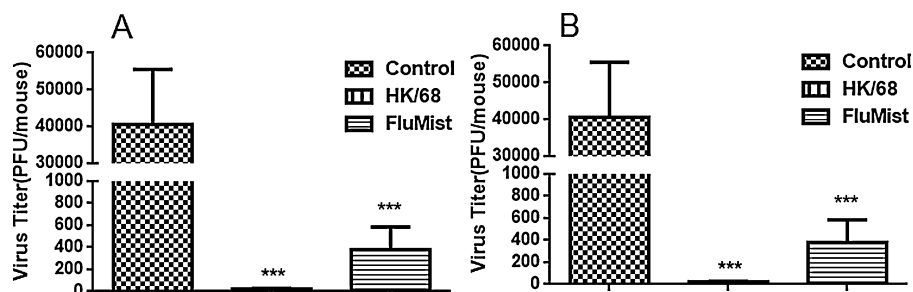 A
Virus Titer(PFU/mouse)
60000
50000
40000
30000
1000
800
600
400
200
0
Control
HK/68
FluMist
***
***
B
Virus Titer(PFU/mouse)
60000
50000
40000
30000
1000
800
600
400
200
0
Control
HK/68
FluMist
***
***